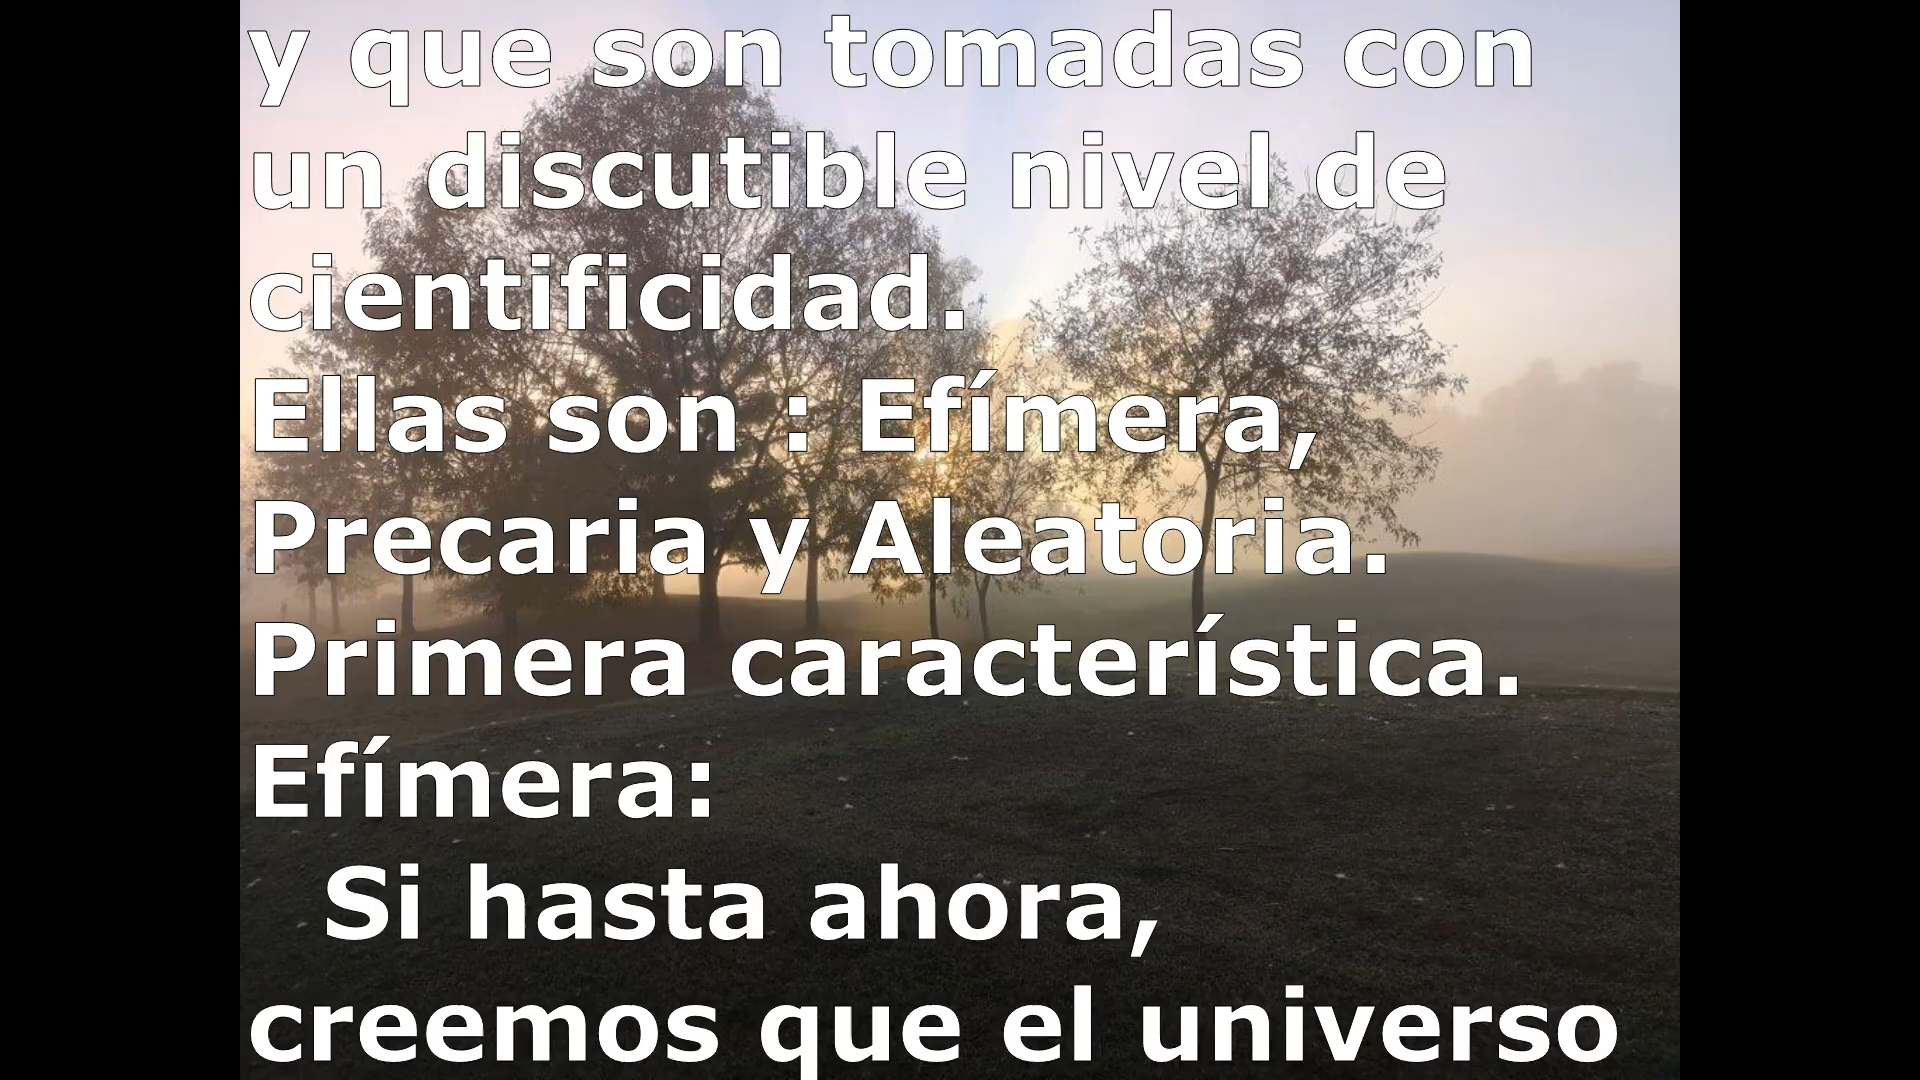 y que son tomadas con
un discutible nivel de
cientificidad.
Ellas son : Efímera,
Precaria y Aleatoria.
Primera característica.
Efímera:
Si hasta ahora,
creemos que el universo